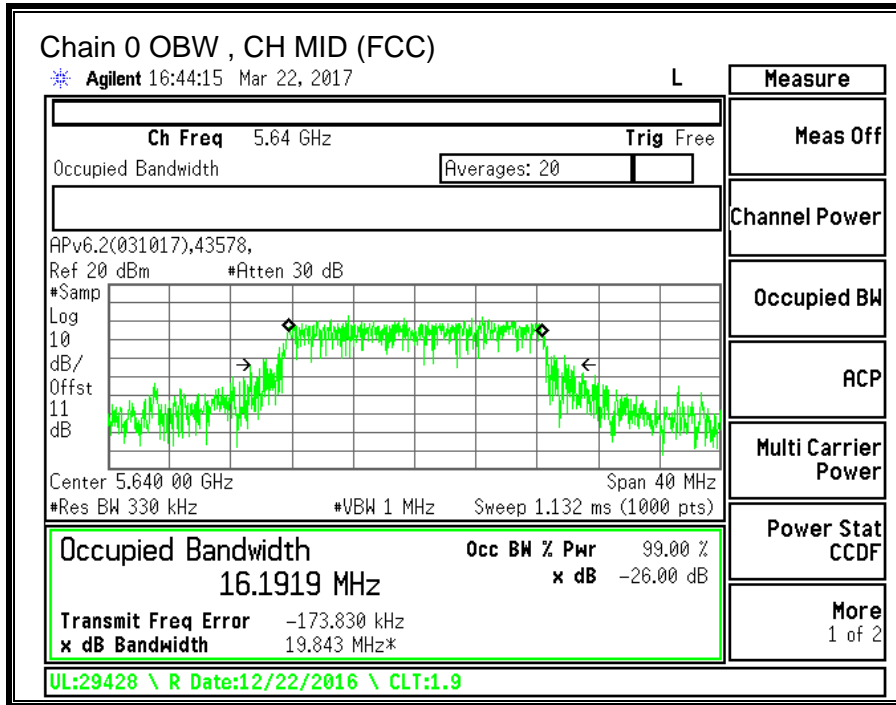 Chain 0 OBW , CH MID (FCC)
Agilent 16:44:15 Mar 22, 2017 L
Measure
Ch Freq 5.64 GHz Trig Free
Occupied Bandwidth Averages: 20
APv6.2(031017),43578,
Ref 20 dBm #Atten 30 dB
#Samp
Log
10
dB/
Offst
11
dB
Center 5.640 00 GHz Span 40 MHz
#Res BW 330 kHz #VBW 1 MHz Sweep 1.132 ms (1000 pts)
Occupied Bandwidth Occ BW % Pwr 99.00 %
16.1919 MHz x dB -26.00 dB
Transmit Freq Error -173.830 kHz
x dB Bandwidth 19.843 MHz*
UL:29428 \ R Date:12/22/2016 \ CLT:1.9
Meas Off
Channel Power
Occupied BW
ACP
Multi Carrier
Power
Power Stat
CCDF
More
1 of 2